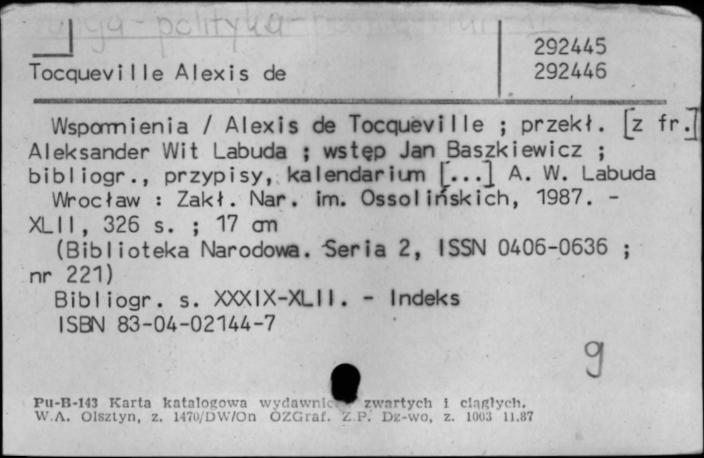 polityka
292445
Tocqueville Alexis de 292446
Wspomnienia / Alexis de Tocqueville ; przekł. [z fr.]
Aleksander Wit Labuda ; wstęp Jan Baszkiewicz ;
bibliogr., przypisy, kalendarium [...] A. W. Labuda
Wrocław : Zakł. Nar. im. Ossolińskich, 1987. -
XLII, 326 s. ; 17 cm
(Biblioteka Narodowa. Seria 2, ISSN 0406-0636 ;
nr 221)
Bibliogr. s. XXXIX-XLII. - Indeks
ISBN 83-04-02144-7
g
Pu-B-143 Karta katalogowa wydawnic zwartych i ciągłych.
W.A. Olsztyn, z. 1470/DW/On OZGraf. Z.P. Dz-wo, z. 1003 11.87